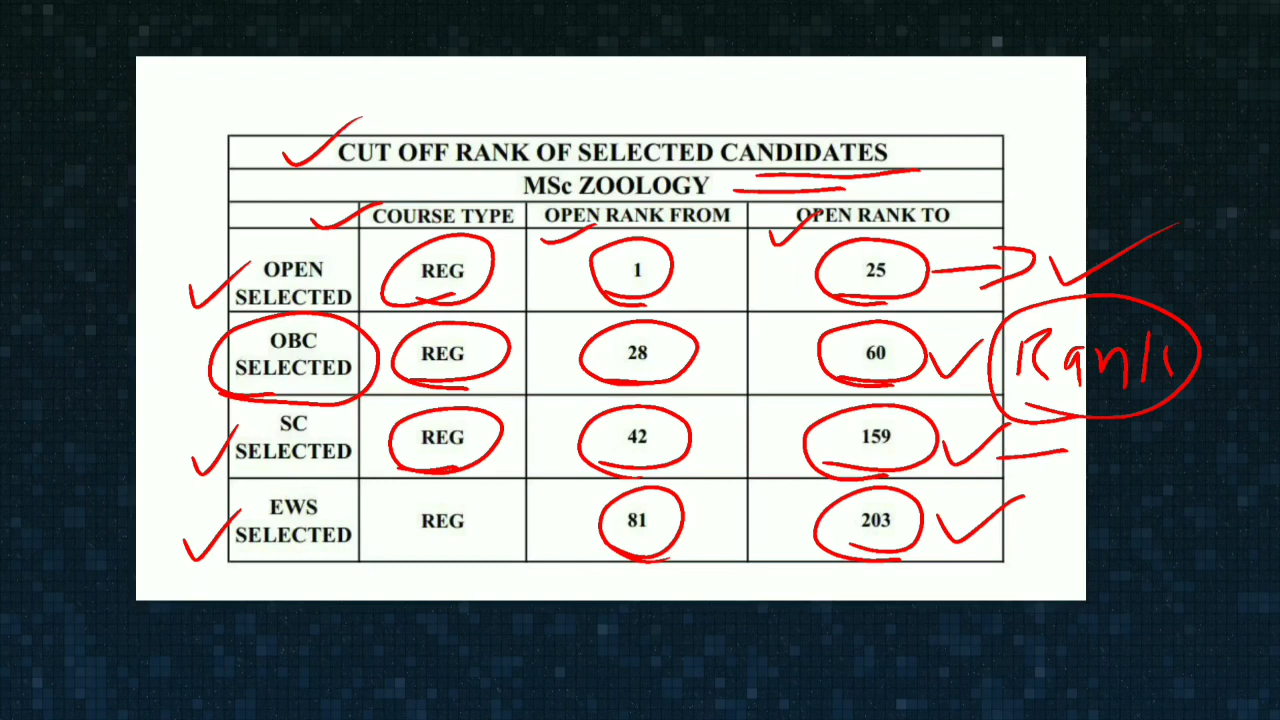 CUT OFF RANK OF SELECTED CANDIDATES
MSc ZOOLOGY
COURSE TYPE OPEN RANK FROM OPEN RANK TO
OPEN SELECTED REG 1 25
OBC SELECTED REG 28 60
Rank
SC SELECTED REG 42 159
EWS SELECTED REG 81 203